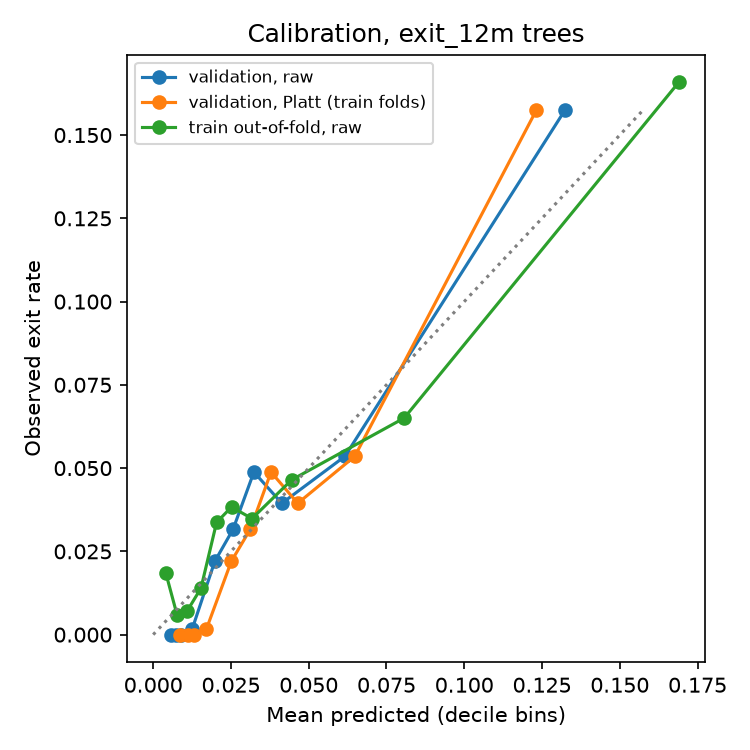 Calibration, exit_12m trees
validation, raw
validation, Platt (train folds)
train out-of-fold, raw
Observed exit rate
0.150
0.125
0.100
0.075
0.050
0.025
0.000
0.000 0.025 0.050 0.075 0.100 0.125 0.150 0.175
Mean predicted (decile bins)